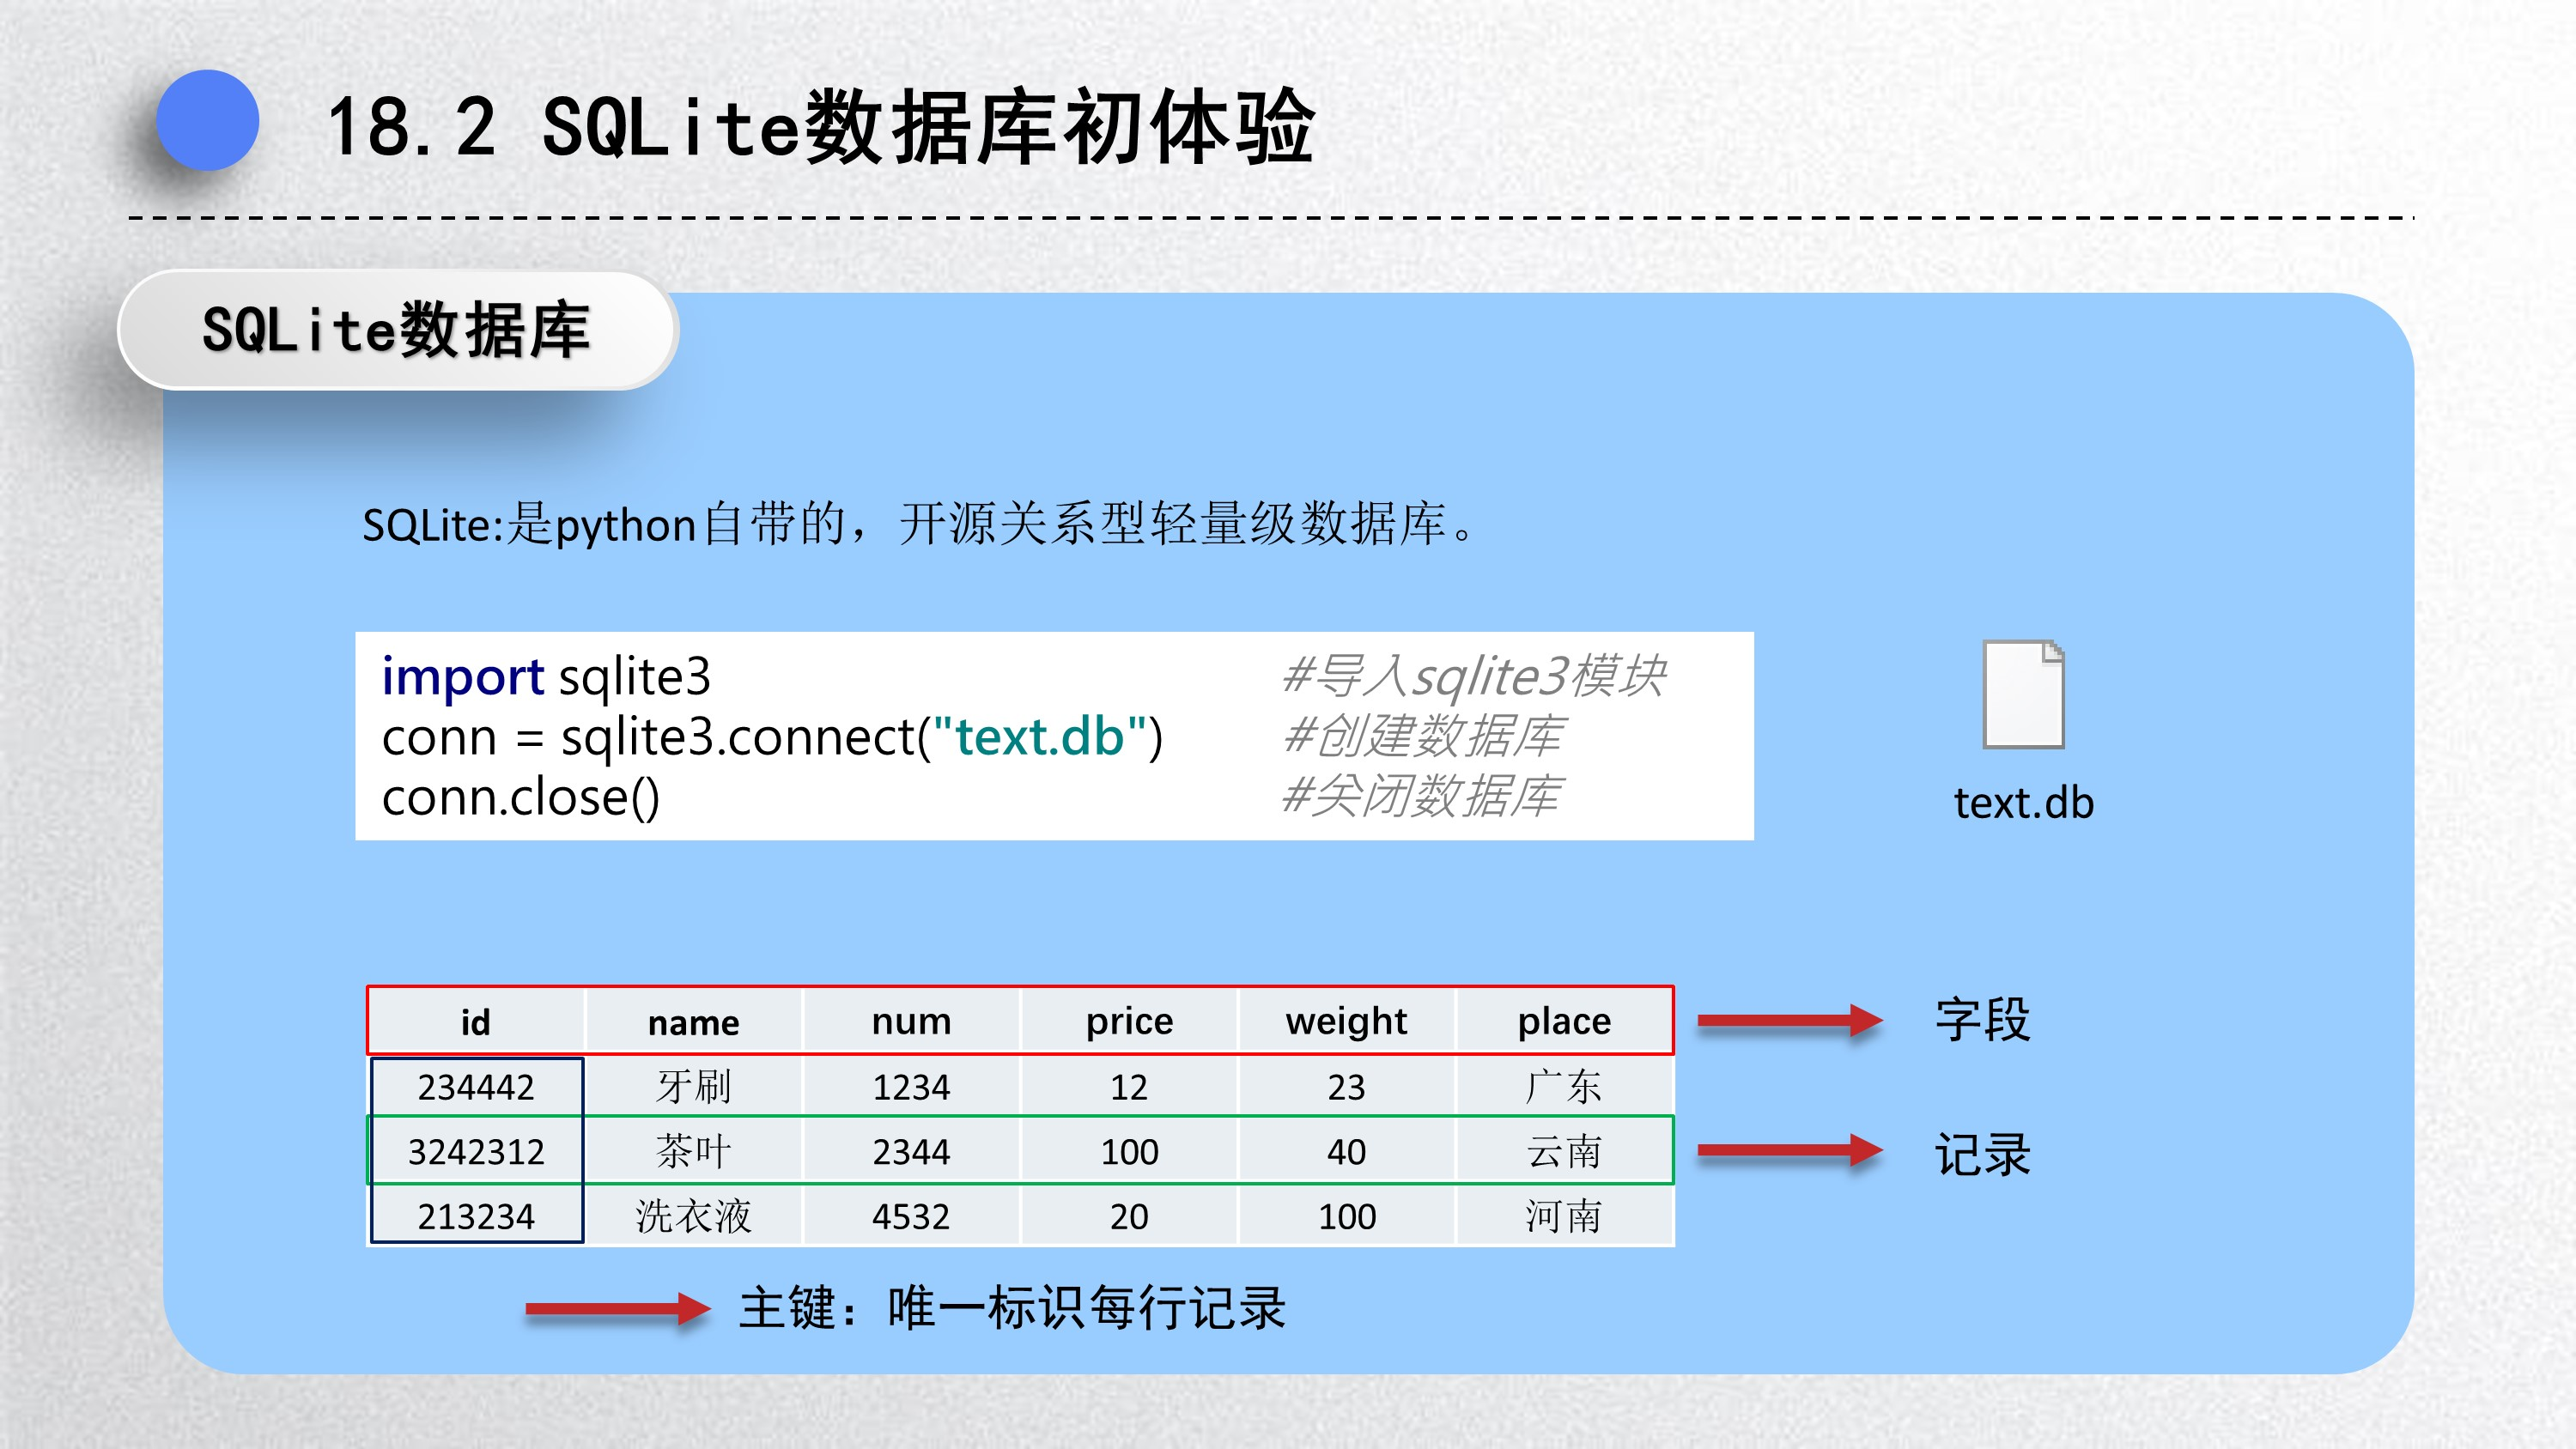 18.2 SQLite数据库初体验
SQLite数据库
SQLite:是python自带的，开源关系型轻量级数据库。
import sqlite3 #导入sqlite3模块
conn = sqlite3.connect("text.db") #创建数据库
conn.close() #关闭数据库
text.db
id name num price weight place
字段
234442 牙刷 1234 12 23 广东
3242312 茶叶 2344 100 40 云南
记录
213234 洗衣液 4532 20 100 河南
主键：唯一标识每行记录